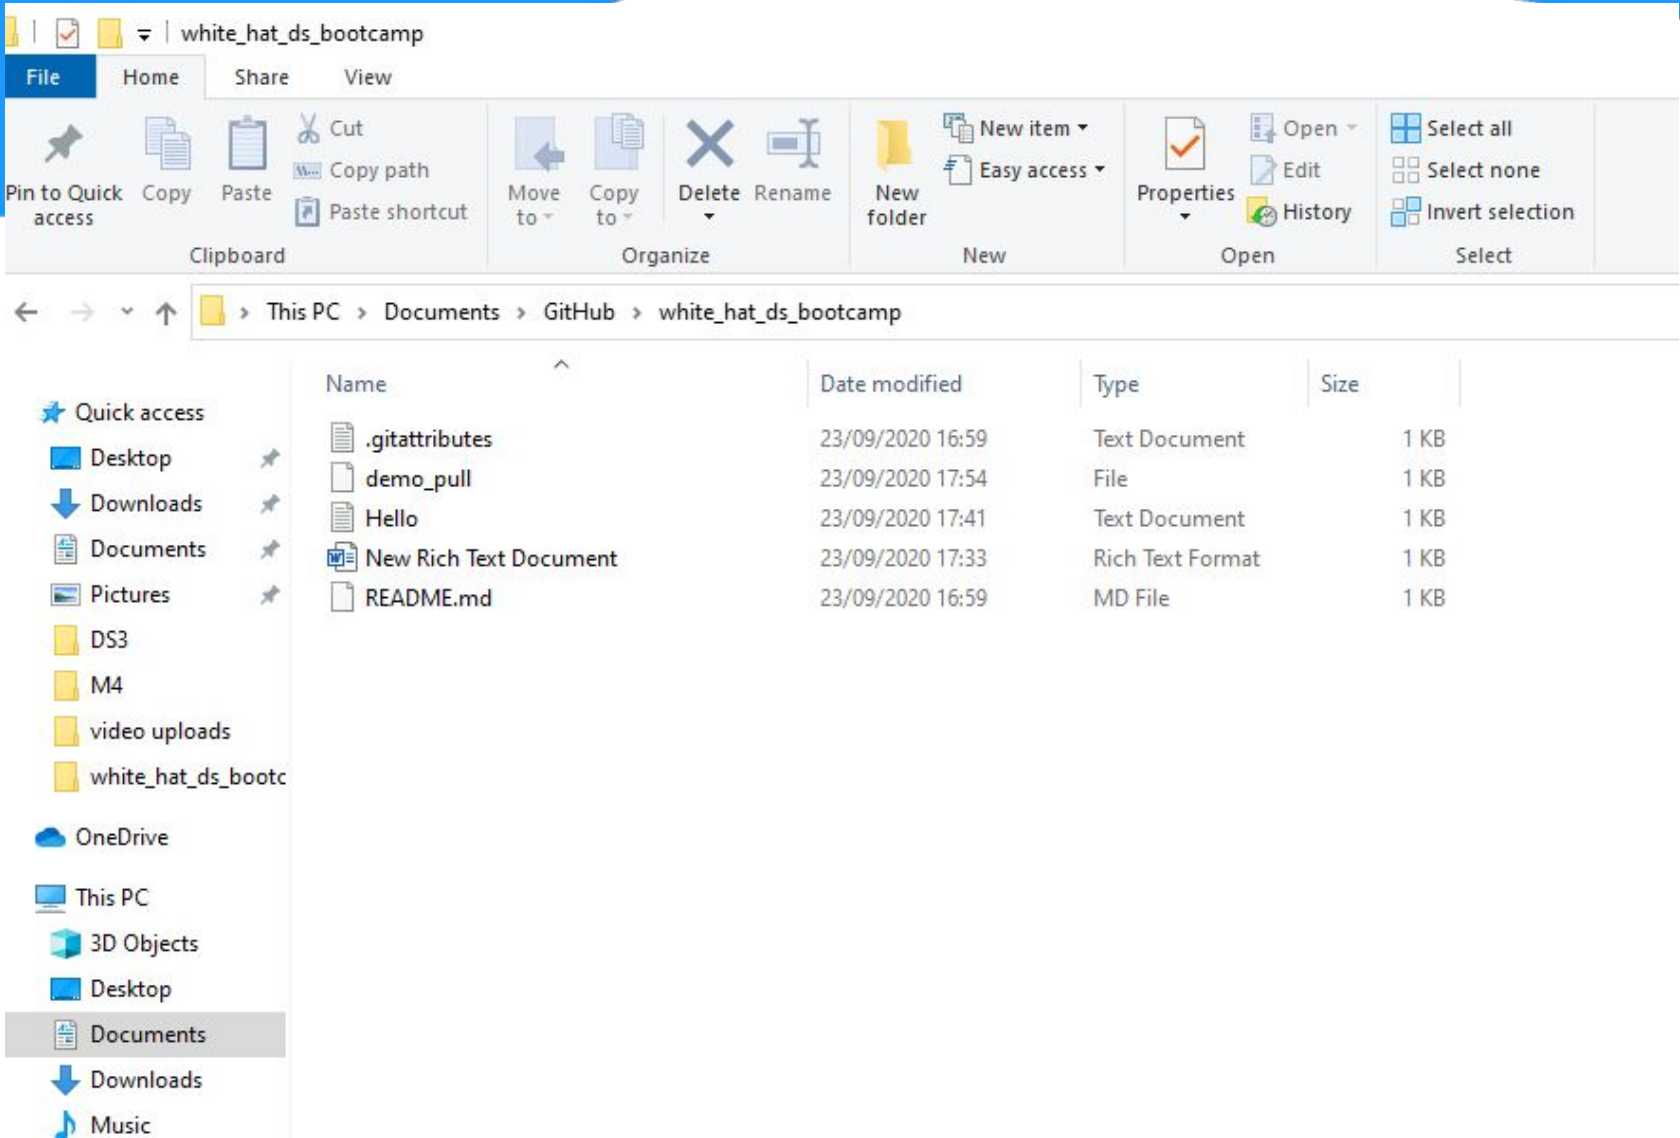 white_hat_ds_bootcamp
File Home Share View
Pin to Quick access
Copy
Paste
Cut
Copy path
Paste shortcut
Clipboard
Move to
Copy to
Delete
Rename
Organize
New folder
New item
Easy access
New
Properties
Open
Edit
History
Open
Select all
Select none
Invert selection
Select
This PC > Documents > GitHub > white_hat_ds_bootcamp
Quick access
Desktop
Downloads
Documents
Pictures
DS3
M4
video uploads
white_hat_ds_bootc
OneDrive
This PC
3D Objects
Desktop
Documents
Downloads
Music
Name Date modified Type Size
.gitattributes 23/09/2020 16:59 Text Document 1 KB
demo_pull 23/09/2020 17:54 File 1 KB
Hello 23/09/2020 17:41 Text Document 1 KB
New Rich Text Document 23/09/2020 17:33 Rich Text Format 1 KB
README.md 23/09/2020 16:59 MD File 1 KB